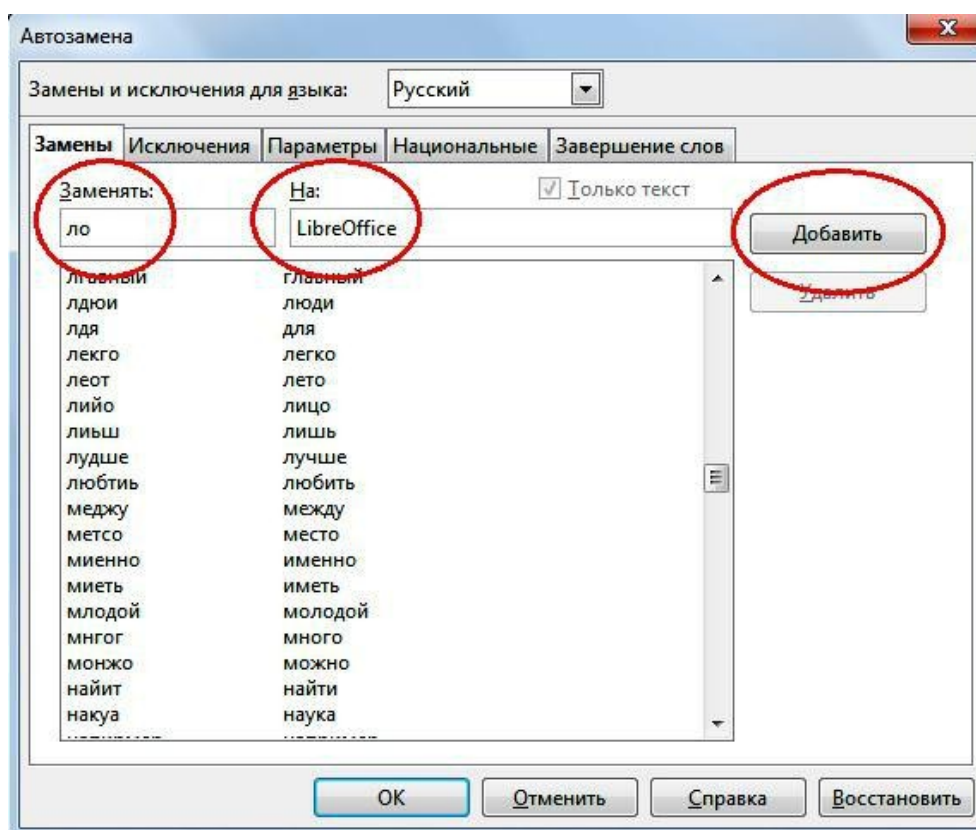 Автозамена
Замены и исключения для языка: Русский
Замены Исключения Параметры Национальные Завершение слов
Заменять: На: Только текст
ло LibreOffice Добавить
лгавный главный Удалить
лдюи люди
лдя для
лекго легко
леот лето
лийо лицо
лиьш лишь
лудше лучше
любтиь любить
меджу между
метсо место
миенно именно
миеть иметь
млодой молодой
мнгог много
монжо можно
найит найти
накуа наука
OK Отменить Справка Восстановить